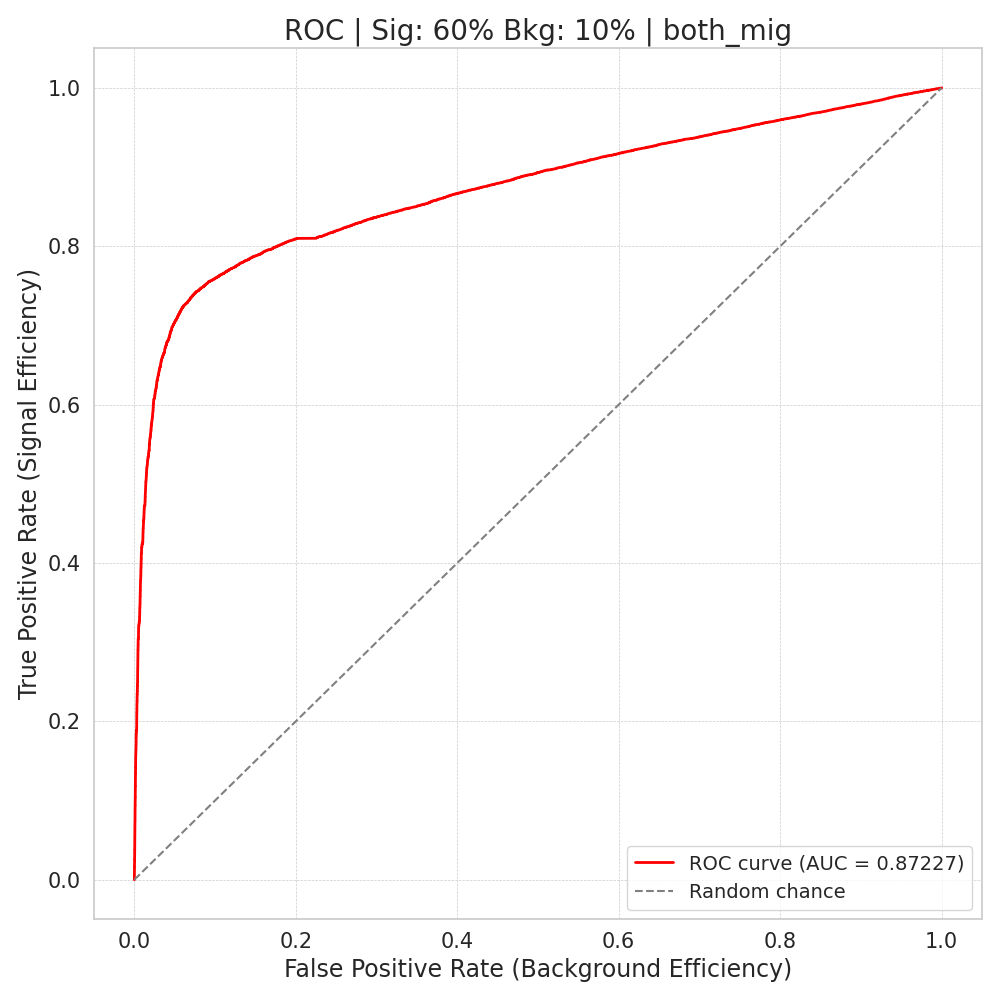 ROC | Sig: 60% Bkg: 10% | both_mig
True Positive Rate (Signal Efficiency)
1.0
0.8
0.6
0.4
0.2
0.0
ROC curve (AUC = 0.87227)
Random chance
0.0 0.2 0.4 0.6 0.8 1.0
False Positive Rate (Background Efficiency)